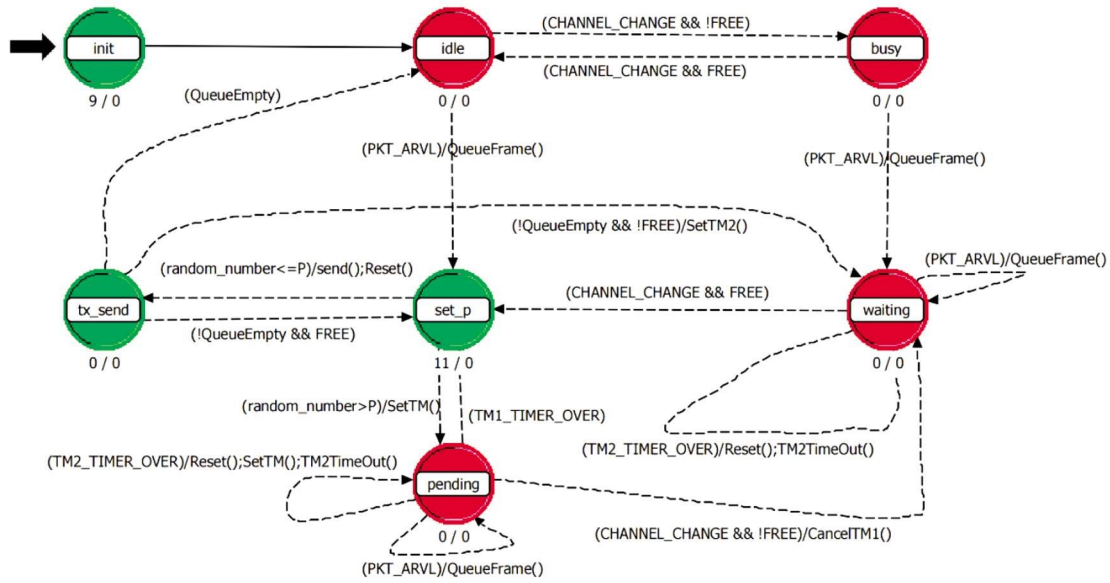 (CHANNEL_CHANGE && !FREE)
init
idle
busy
(CHANNEL_CHANGE && FREE)
(QueueEmpty)
9 / 0
0 / 0
0 / 0
(PKT_ARVL)/QueueFrame()
(PKT_ARVL)/QueueFrame()
(!QueueEmpty && !FREE)/SetTM2()
(PKT_ARVL)/QueueFrame()
(random_number<=P)/send();Reset()
(CHANNEL_CHANGE && FREE)
tx_send
set_p
waiting
(!QueueEmpty && FREE)
0 / 0
11 / 0
0 / 0
(random_number>P)/SetTM()
(TM1_TIMER_OVER)
(TM2_TIMER_OVER)/Reset();TM2TimeOut()
(TM2_TIMER_OVER)/Reset();SetTM();TM2TimeOut()
pending
0 / 0
(CHANNEL_CHANGE && !FREE)/CancelTM1()
(PKT_ARVL)/QueueFrame()